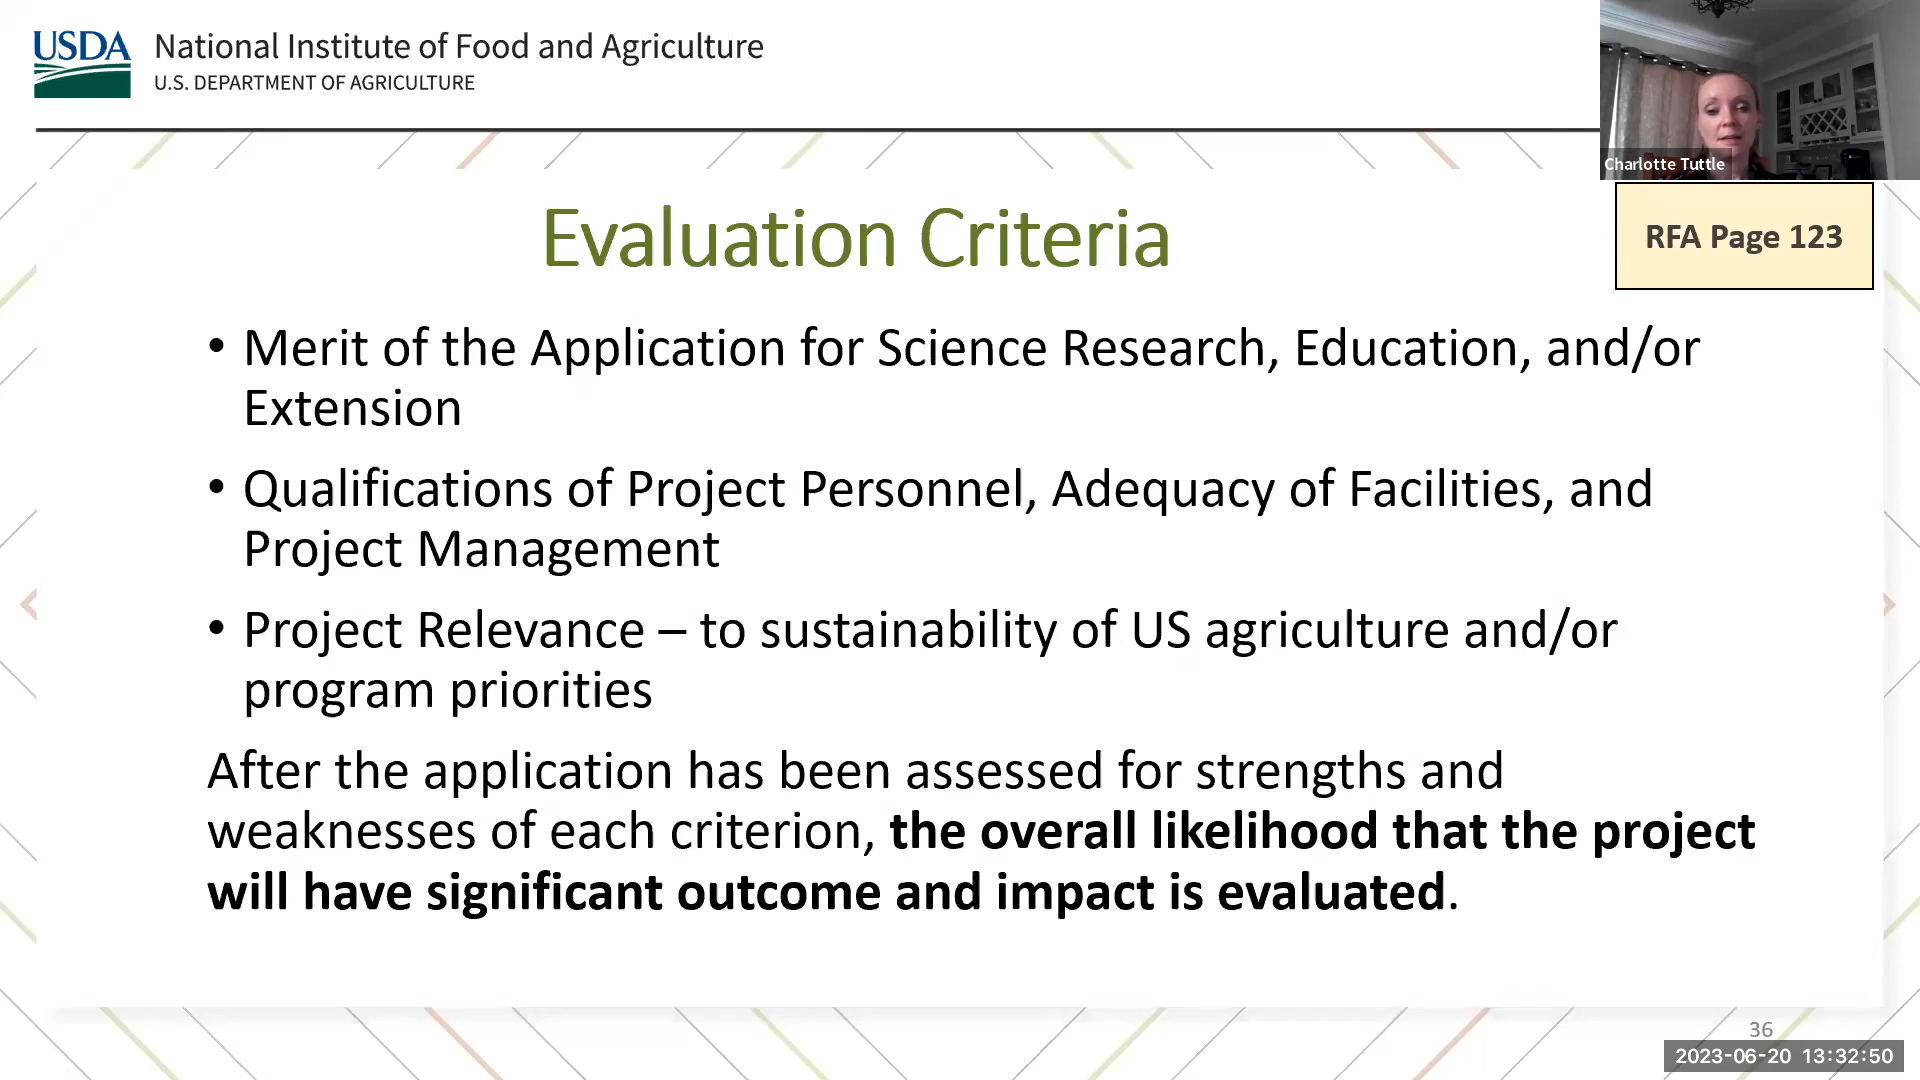 USDA
National Institute of Food and Agriculture
U.S. DEPARTMENT OF AGRICULTURE
Charlotte Tuttle
RFA Page 123
Evaluation Criteria
• Merit of the Application for Science Research, Education, and/or
Extension
• Qualifications of Project Personnel, Adequacy of Facilities, and
Project Management
• Project Relevance – to sustainability of US agriculture and/or
program priorities
After the application has been assessed for strengths and
weaknesses of each criterion, the overall likelihood that the project
will have significant outcome and impact is evaluated.
36
2023-06-20 13:32:50